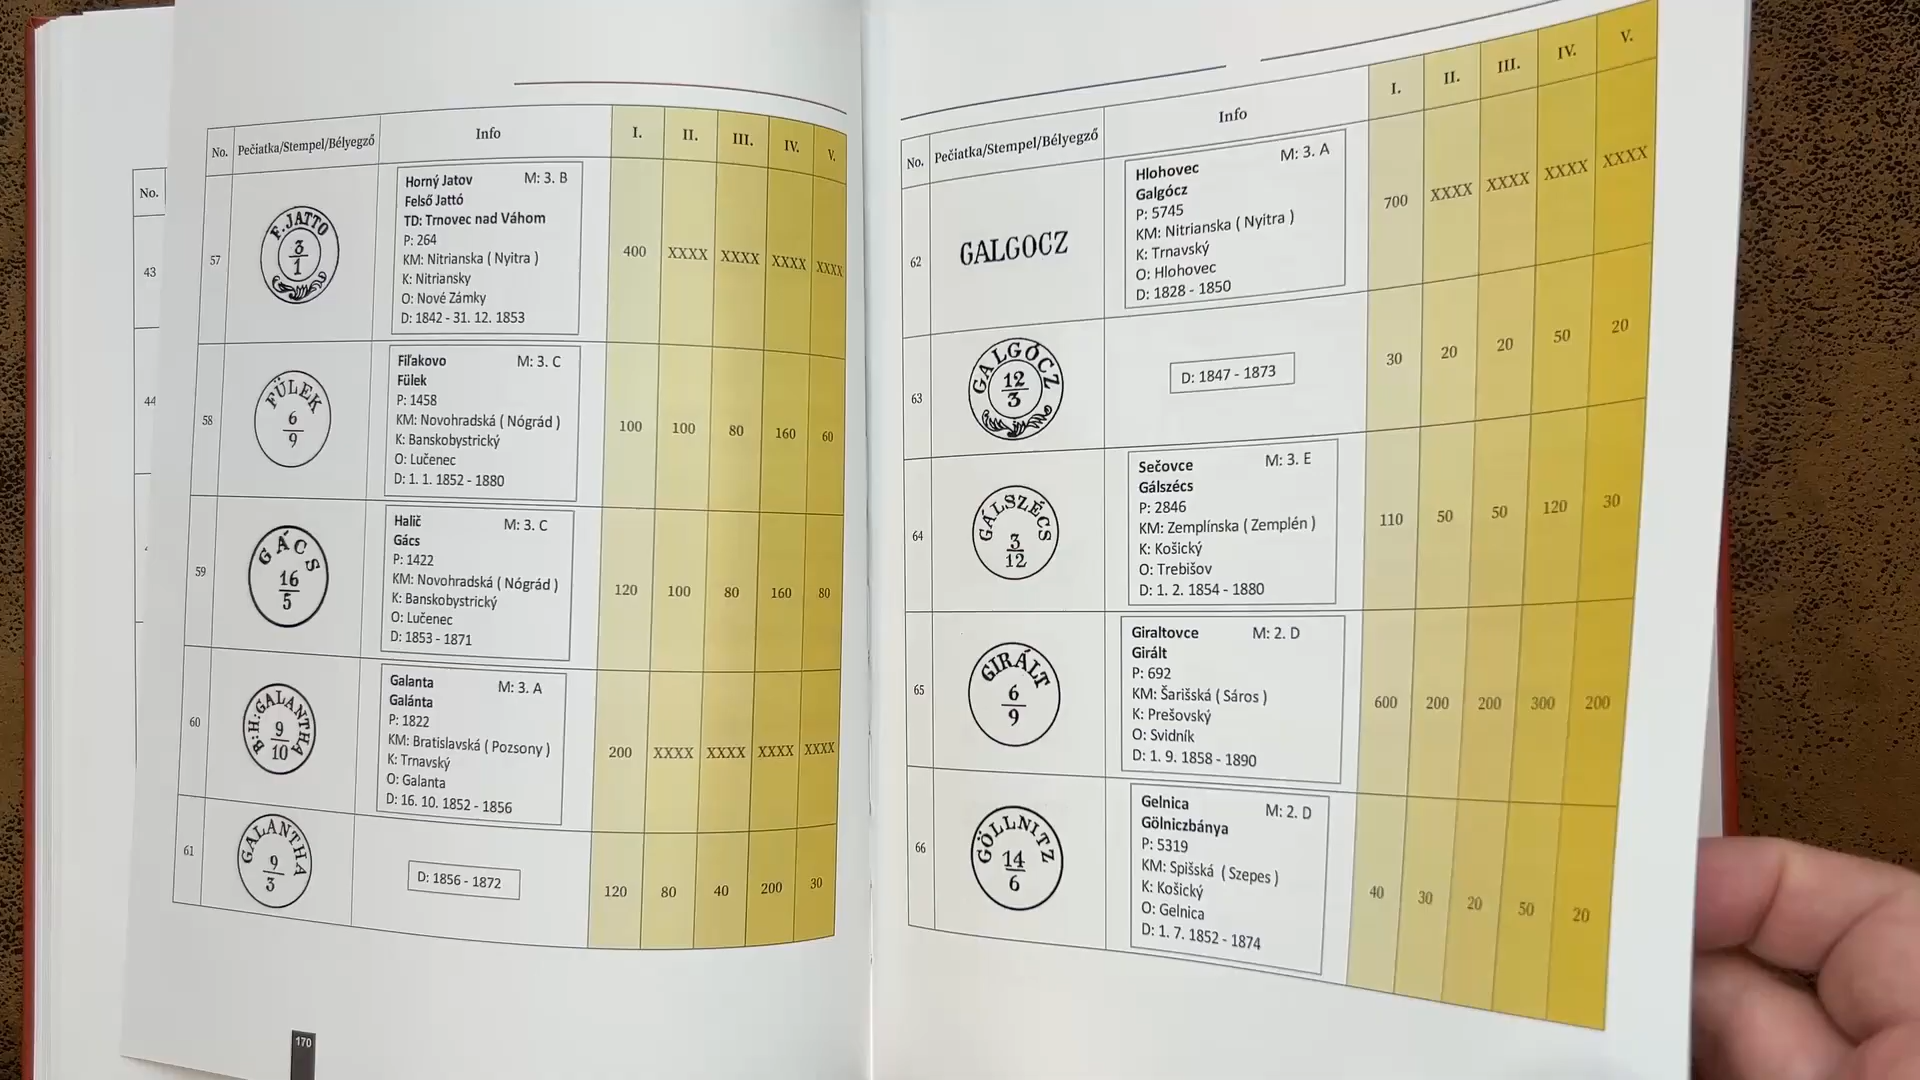 No.
43
44
No. Pečiatka/Stempel/Bélyegző Info I. II. III. IV. V.
57
F. JATTO
3
1
Horný Jatov M: 3. B
Felső Jattó
TD: Trnovec nad Váhom
P: 264
KM: Nitrianska ( Nyitra )
K: Nitriansky
O: Nové Zámky
D: 1842 - 31. 12. 1853
400 XXXX XXXX XXXX XXXX
58
FÜLEK
6
9
Fiľakovo M: 3. C
Fülek
P: 1458
KM: Novohradská ( Nógrád )
K: Banskobystrický
O: Lučenec
D: 1. 1. 1852 - 1880
100 100 80 160 60
59
GÁCS
16
5
Halič M: 3. C
Gács
P: 1422
KM: Novohradská ( Nógrád )
K: Banskobystrický
O: Lučenec
D: 1853 - 1871
120 100 80 160 80
60
B:H:GALANTHA
9
10
Galanta M: 3. A
Galánta
P: 1822
KM: Bratislavská ( Pozsony )
K: Trnavský
O: Galanta
D: 16. 10. 1852 - 1856
200 XXXX XXXX XXXX XXXX
61
GALANTHA
9
3
D: 1856 - 1872
120 80 40 200 30
170
No. Pečiatka/Stempel/Bélyegző Info I. II. III. IV. V.
62
GALGOCZ
Hlohovec M: 3. A
Galgócz
P: 5745
KM: Nitrianska ( Nyitra )
K: Trnavský
O: Hlohovec
D: 1828 - 1850
700 XXXX XXXX XXXX XXXX
63
GALGÓCZ
12
3
D: 1847 - 1873
30 20 20 50 20
64
GÁLSZÉCS
3
12
Sečovce M: 3. E
Gálszécs
P: 2846
KM: Zemplínska ( Zemplén )
K: Košický
O: Trebišov
D: 1. 2. 1854 - 1880
110 50 50 120 30
65
GIRÁLT
6
9
Giraltovce M: 2. D
Girált
P: 692
KM: Šarišská ( Sáros )
K: Prešovský
O: Svidník
D: 1. 9. 1858 - 1890
600 200 200 300 200
66
GÖLLNITZ
14
6
Gelnica M: 2. D
Gölniczbánya
P: 5319
KM: Spišská ( Szepes )
K: Košický
O: Gelnica
D: 1. 7. 1852 - 1874
40 30 20 50 20